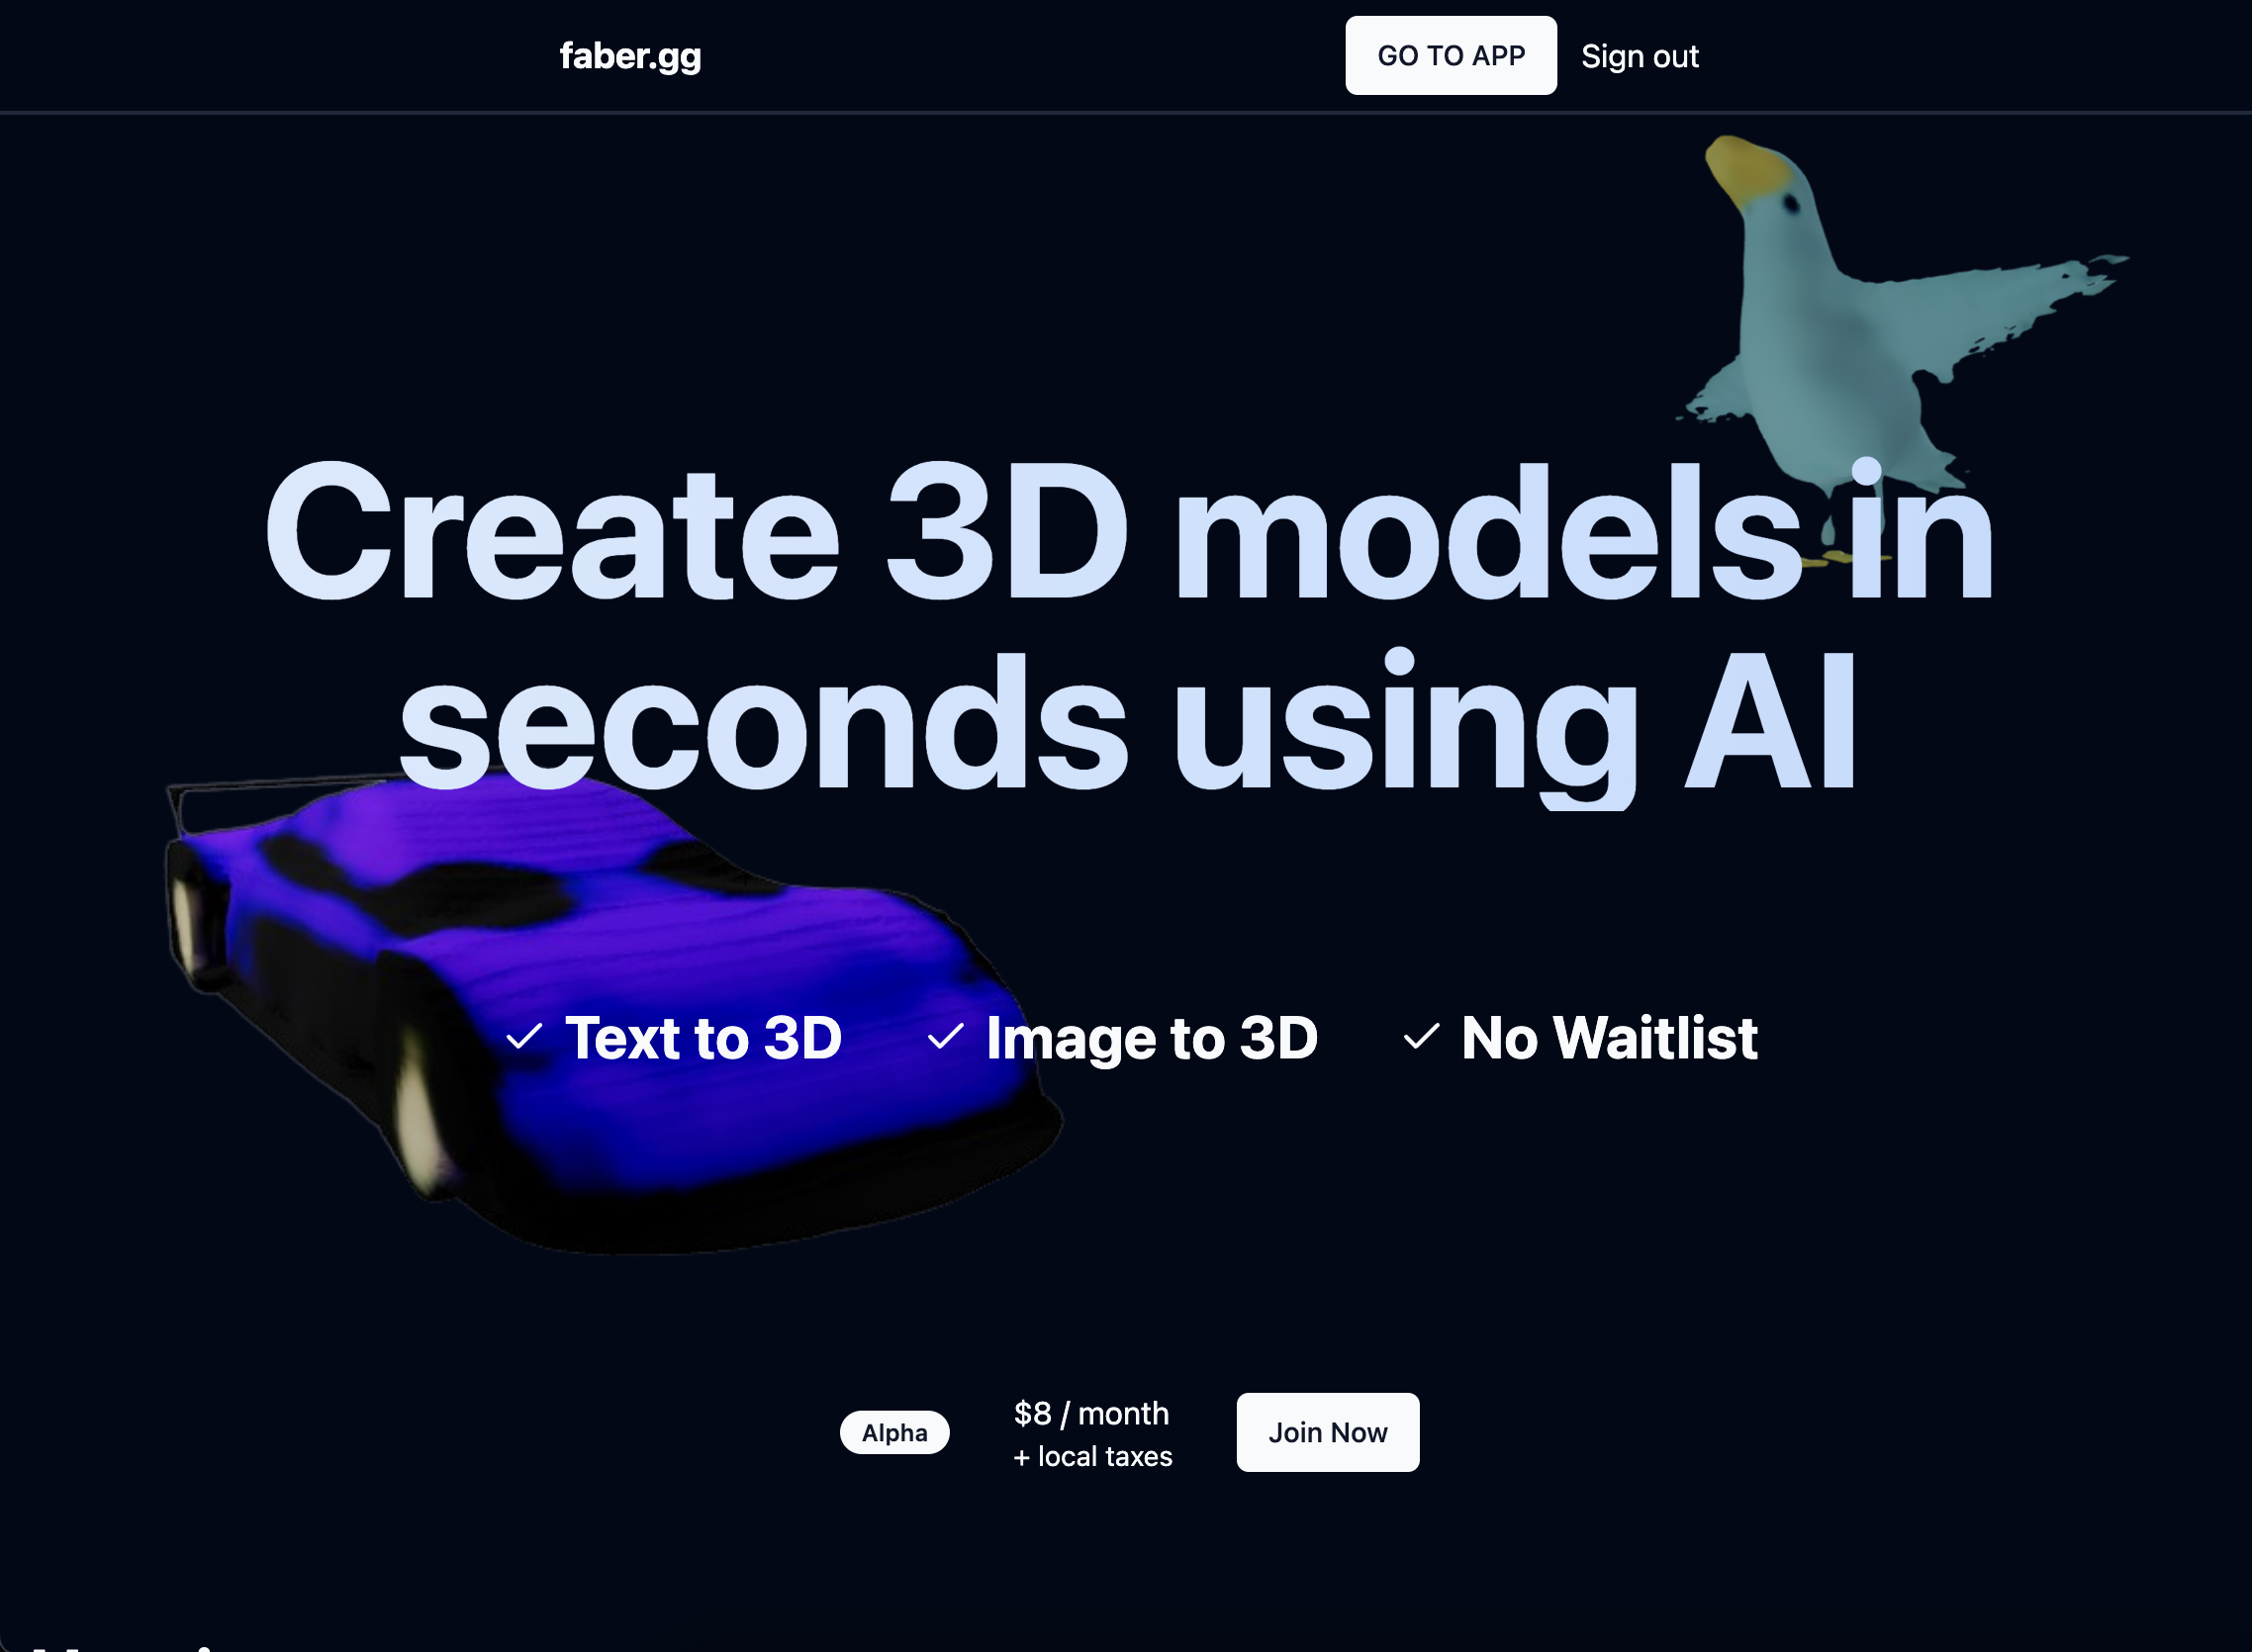 faber.gg
GO TO APP
Sign out
Create 3D models in
seconds using AI
Text to 3D
Image to 3D
No Waitlist
Alpha
$8 / month
+ local taxes
Join Now